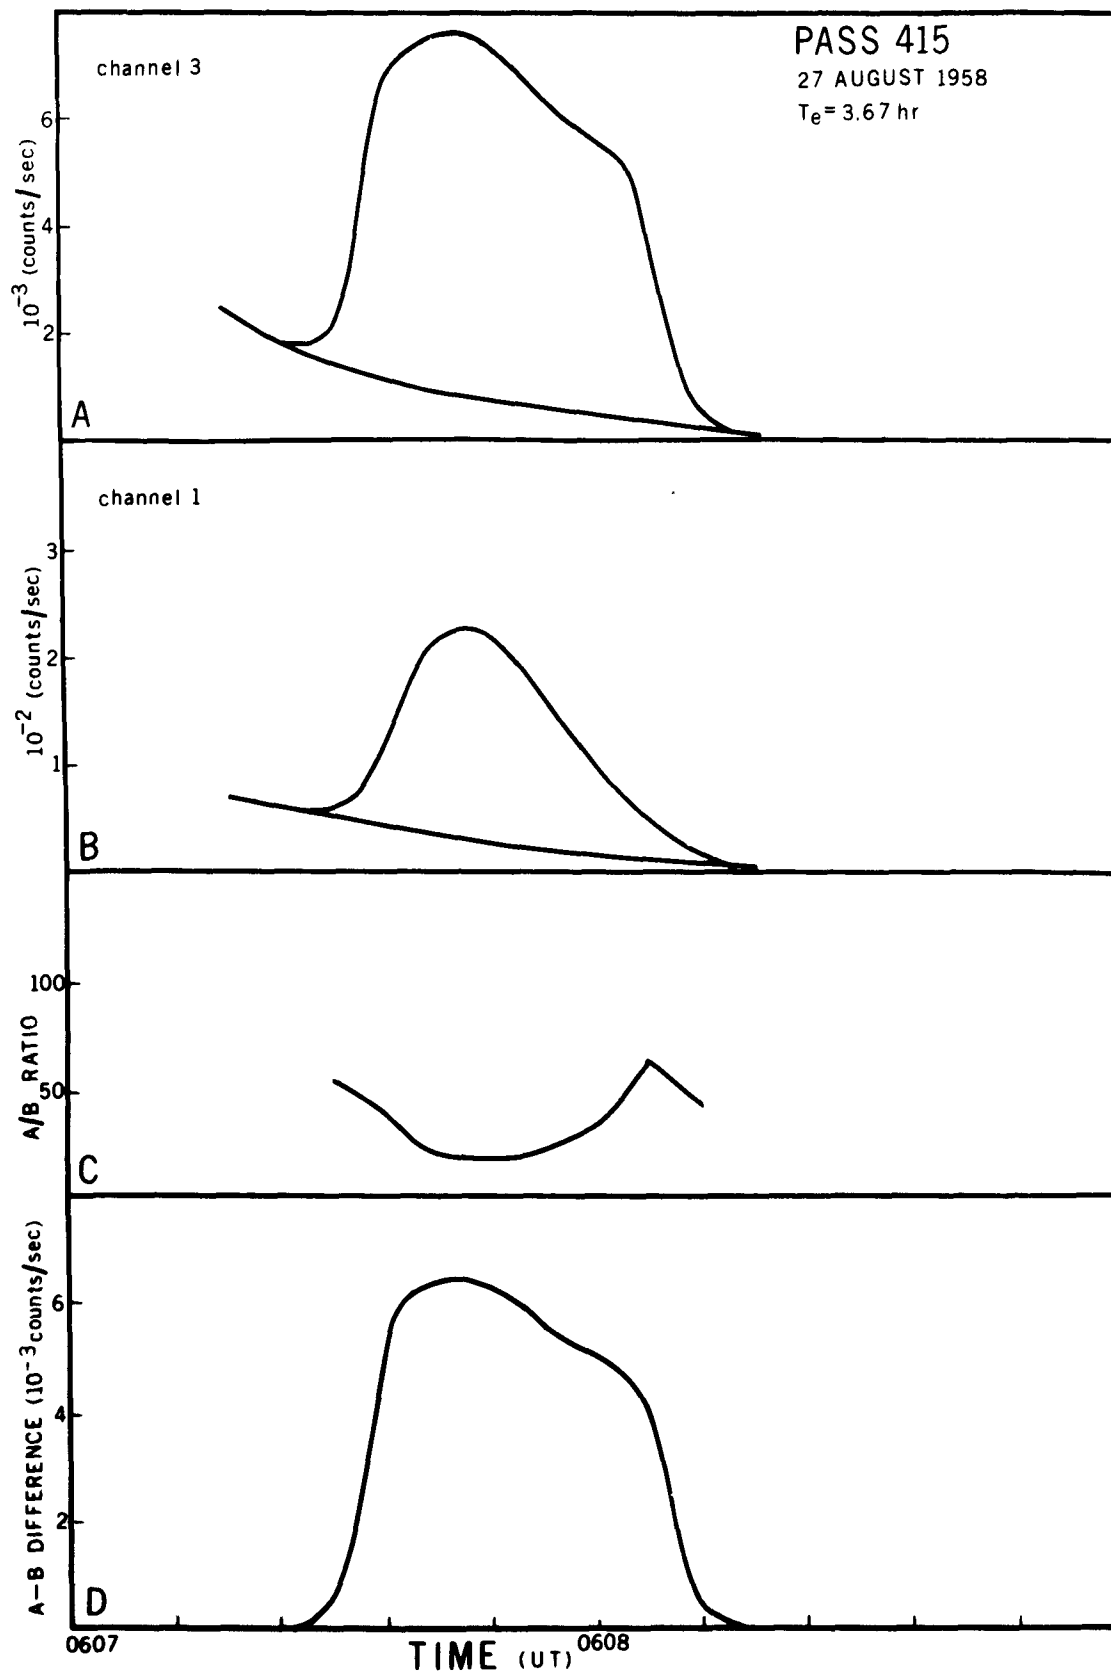 PASS 415
27 AUGUST 1958
Te = 3.67 hr
channel 3
10-3 (counts/sec)
6
4
2
A
channel 1
10-2 (counts/sec)
3
2
1
B
A/B RATIO
100
50
C
A-B DIFFERENCE (10-3 counts/sec)
6
4
2
D
0607
0608
TIME (UT)